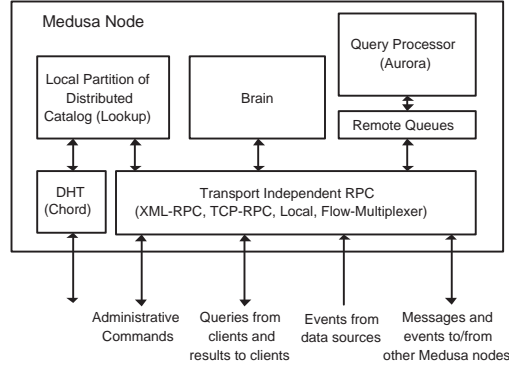 Medusa Node
Query Processor
(Aurora)
Local Partition of
Distributed
Catalog (Lookup)
Brain
Remote Queues
DHT
(Chord)
Transport Independent RPC
(XML-RPC, TCP-RPC, Local, Flow-Multiplexer)
Administrative
Commands
Queries from
clients and
results to clients
Events from
data sources
Messages and
events to/from
other Medusa nodes